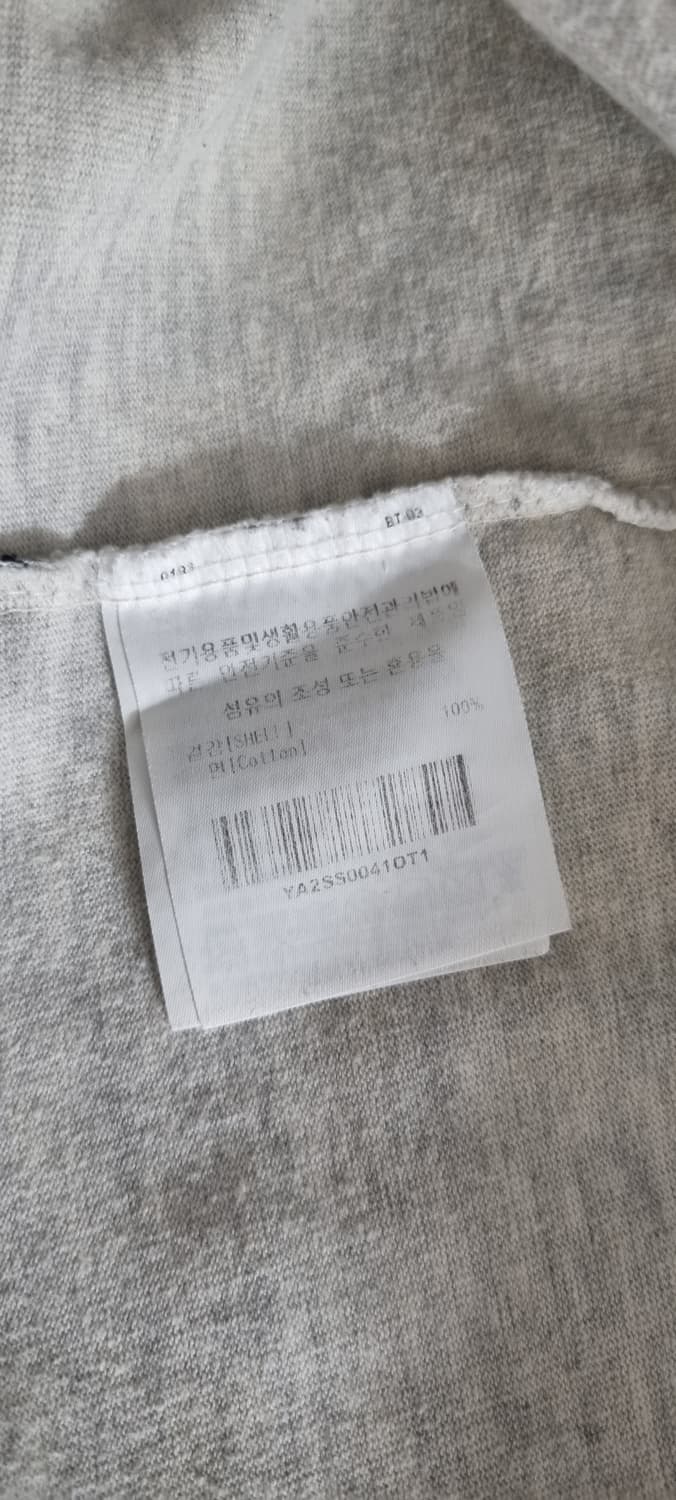 0193 BT 03
전기용품및생활용품안전관리법에
따른 안전기준을 준수한 제품임
섬유의 조성 또는 혼용율
겉감[SHELL] 100%
면[Cotton]
YA2SS0041OT1